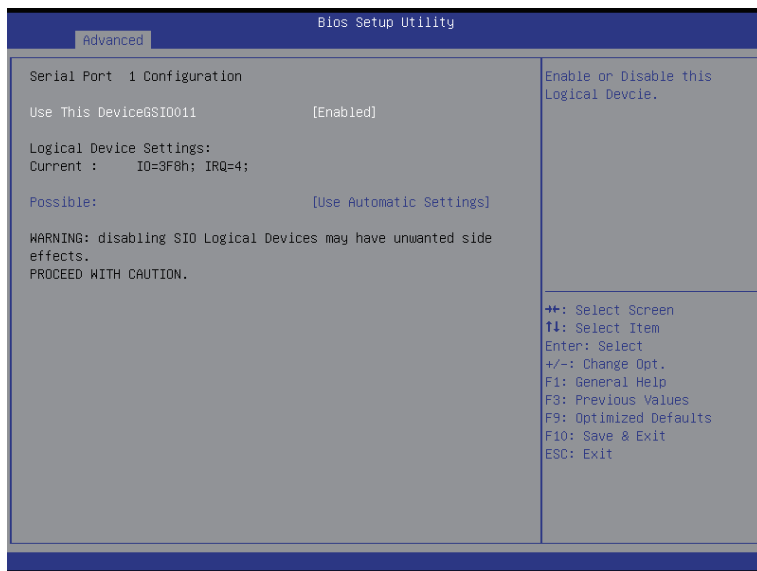 Bios Setup Utility
Advanced
Serial Port 1 Configuration
Use This DeviceGSIO011 [Enabled]
Logical Device Settings:
Current : IO=3F8h; IRQ=4;
Possible: [Use Automatic Settings]
WARNING: disabling SIO Logical Devices may have unwanted side
effects.
PROCEED WITH CAUTION.
Enable or Disable this
Logical Devcie.
→←: Select Screen
↑↓: Select Item
Enter: Select
+/-: Change Opt.
F1: General Help
F3: Previous Values
F9: Optimized Defaults
F10: Save & Exit
ESC: Exit